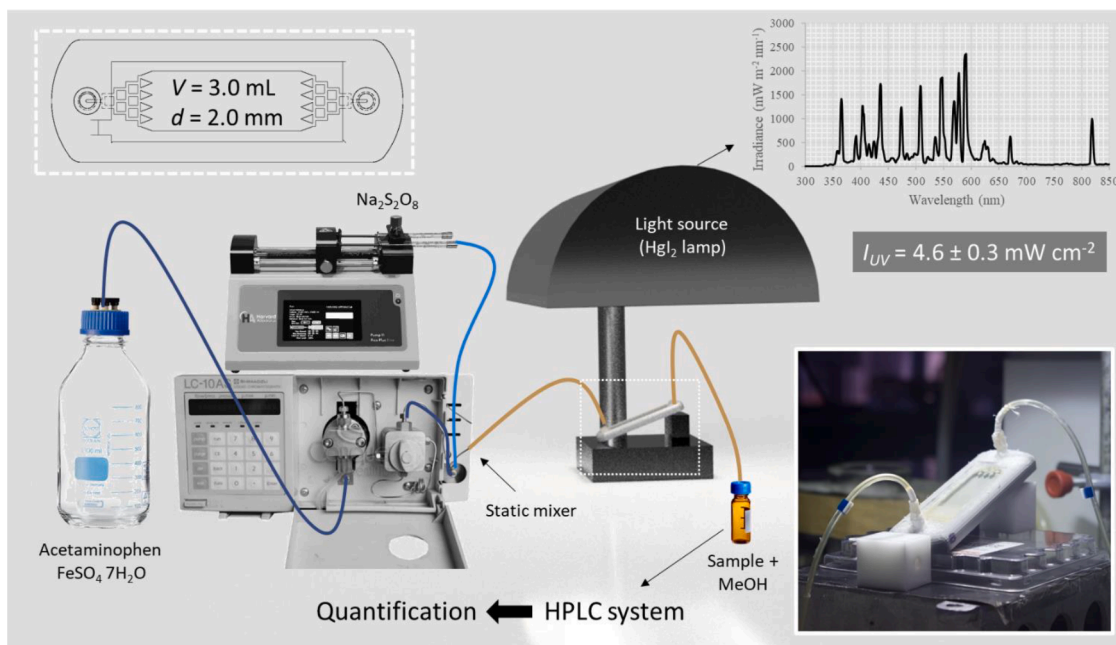 V = 3.0 mL
d = 2.0 mm
Irradiance (mW m⁻² nm⁻¹)
3000
2500
2000
1500
1000
500
0
300 350 400 450 500 550 600 650 700 750 800 850
Wavelength (nm)
Na₂S₂O₈
Light source
(HgI₂ lamp)
I_UV = 4.6 ± 0.3 mW cm⁻²
LC-10A
Static mixer
Acetaminophen
FeSO₄ 7H₂O
Sample +
MeOH
Quantification
HPLC system